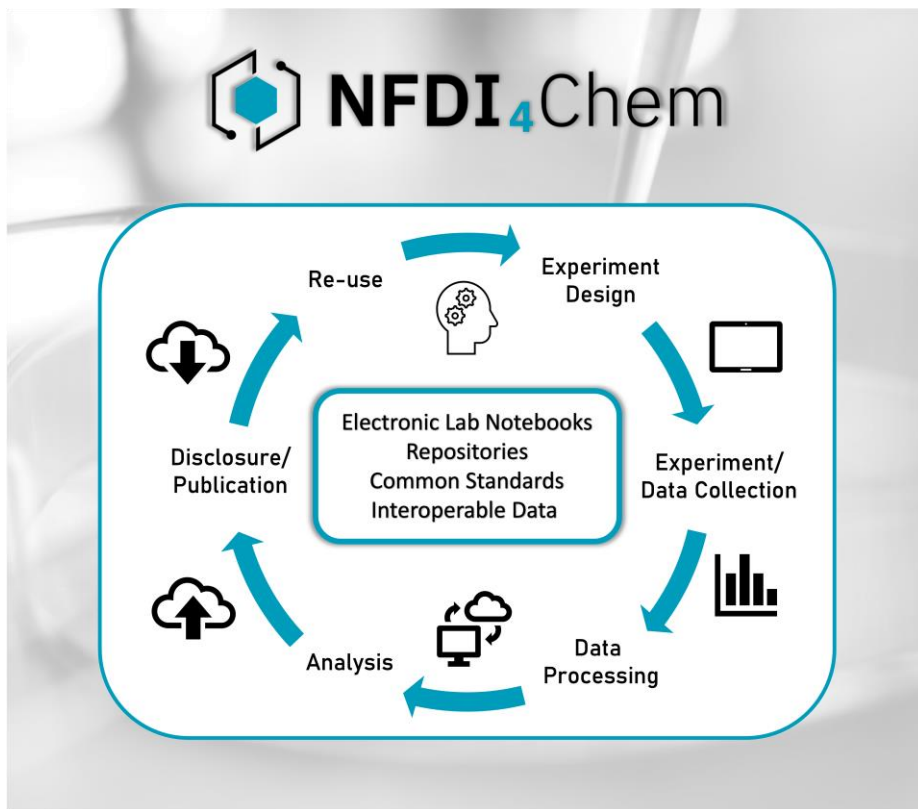 NFDI4Chem
Re-use
Experiment
Design
Experiment/
Data Collection
Data
Processing
Analysis
Disclosure/
Publication
Electronic Lab Notebooks
Repositories
Common Standards
Interoperable Data